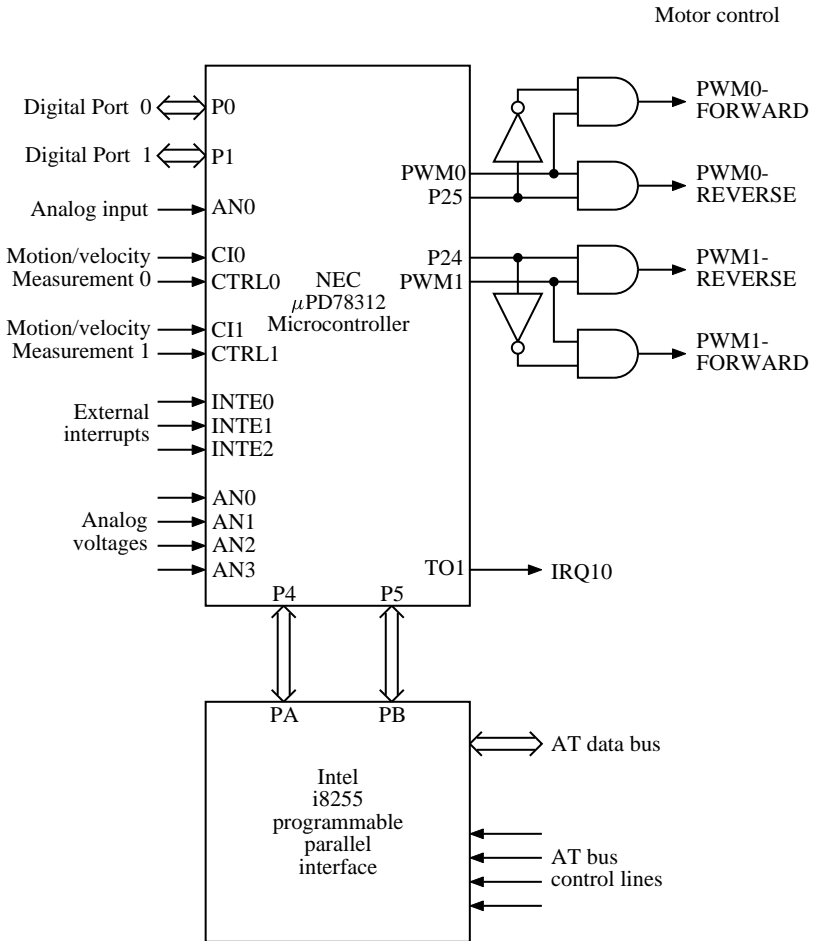 Motor control
Digital Port 0
P0
Digital Port 1
P1
Analog input
AN0
Motion/velocity
Measurement 0
CI0
CTRL0
Motion/velocity
Measurement 1
CI1
CTRL1
External
interrupts
INTE0
INTE1
INTE2
Analog
voltages
AN0
AN1
AN2
AN3
NEC
μPD78312
Microcontroller
PWM0
P25
P24
PWM1
TO1
P4
P5
PWM0-
FORWARD
PWM0-
REVERSE
PWM1-
REVERSE
PWM1-
FORWARD
IRQ10
PA
PB
Intel
i8255
programmable
parallel
interface
AT data bus
AT bus
control lines